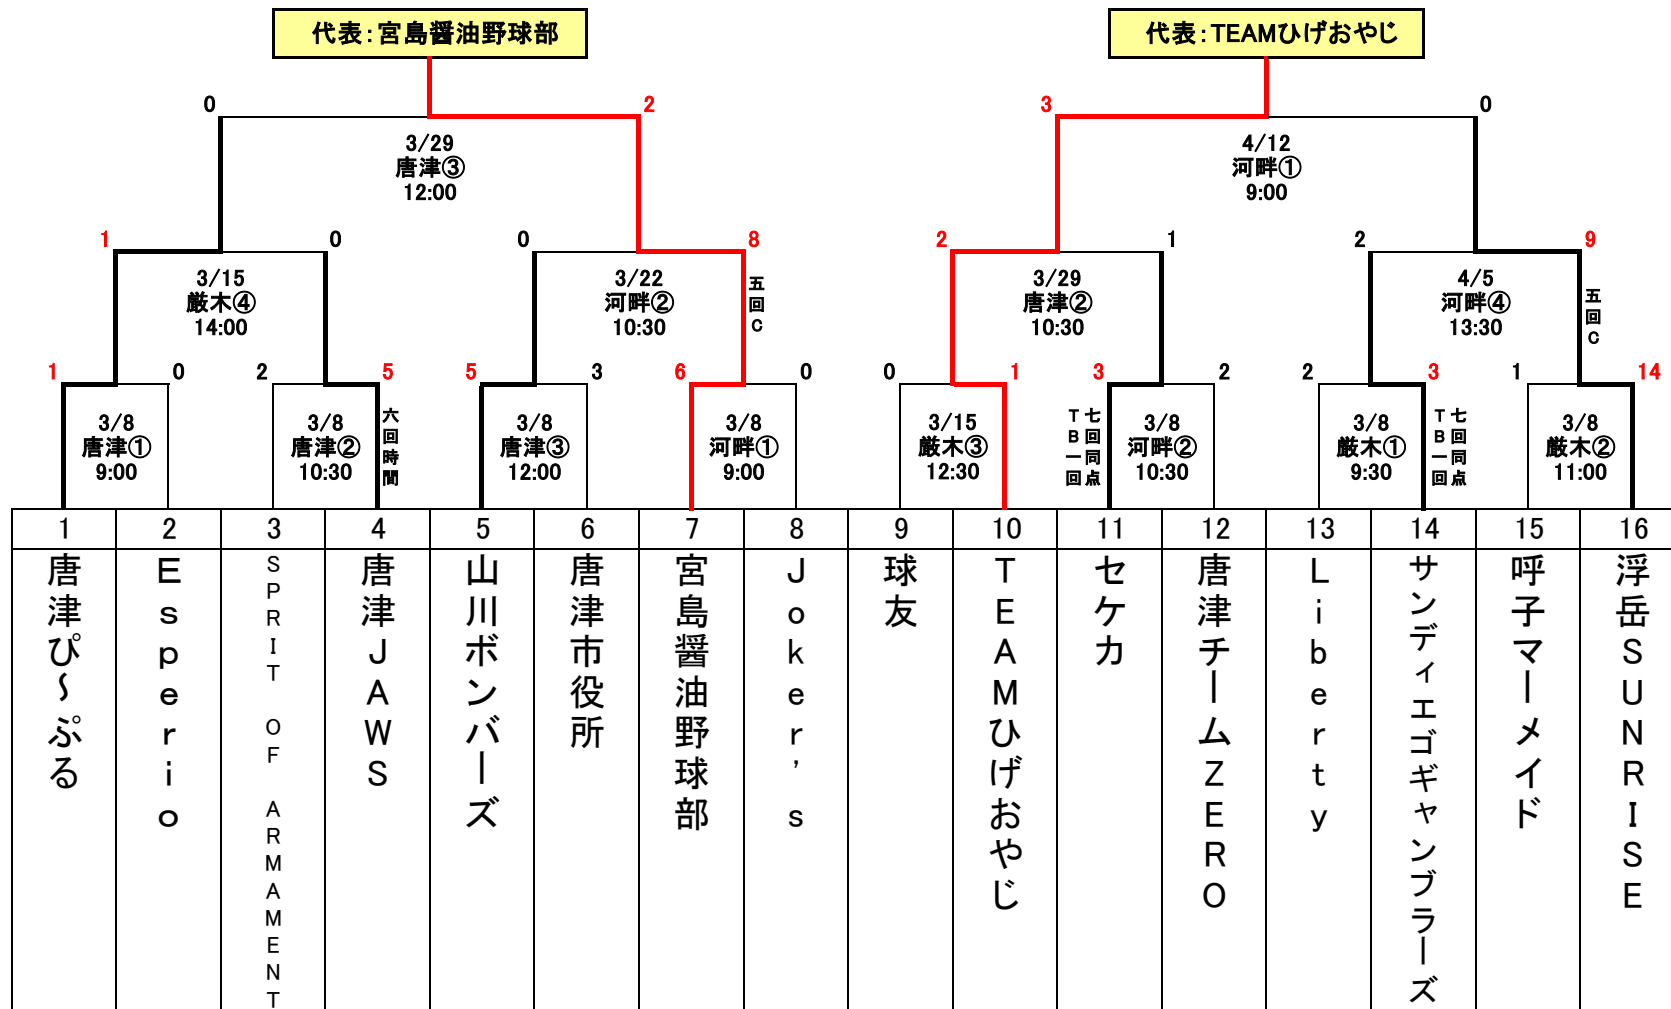 代表：宮島醤油野球部
代表：TEAMひげおやじ
0
2
3
0
3/29
唐津③
12:00
4/12
河畔①
9:00
1
0
0
8
2
1
2
9
3/15
厳木④
14:00
3/22
河畔②
10:30
五回C
3/29
唐津②
10:30
4/5
河畔④
13:30
五回C
1
0
2
5
5
3
6
0
0
1
3
2
2
3
1
14
3/8
唐津①
9:00
3/8
唐津②
10:30
六回時間
3/8
唐津③
12:00
3/8
河畔①
9:00
3/15
厳木③
12:30
七回同点
TB一回
3/8
河畔②
10:30
3/8
厳木①
9:30
七回同点
TB一回
3/8
厳木②
11:00
1
2
3
4
5
6
7
8
9
10
11
12
13
14
15
16
唐津ぴ～ぷる
Esperio
SPRIT OF ARMAMENT
唐津JAWS
山川ボンバーズ
唐津市役所
宮島醤油野球部
Joker's
球友
TEAMひげおやじ
セケカ
唐津チームZERO
Liberty
サンディエゴギャンブラーズ
呼子マーメイド
浮岳SUNRISE